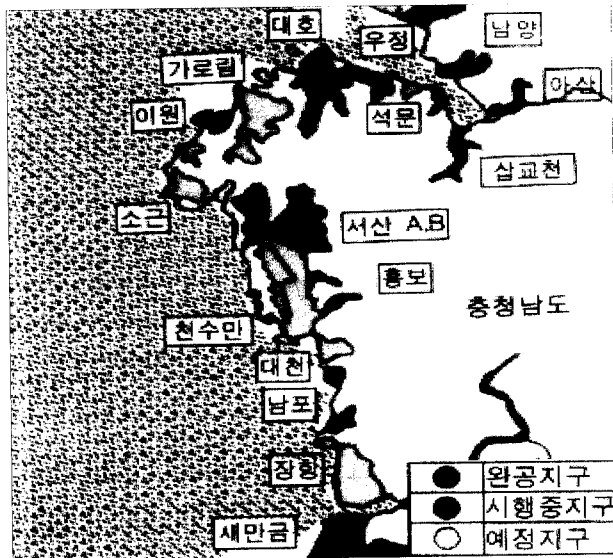 대호
우정
남양
가로림
아산
이원
석문
삽교천
소근
서산 A.B
홍보
충청남도
천수만
대천
남포
장항
완공지구
시행중지구
새만금
예정지구